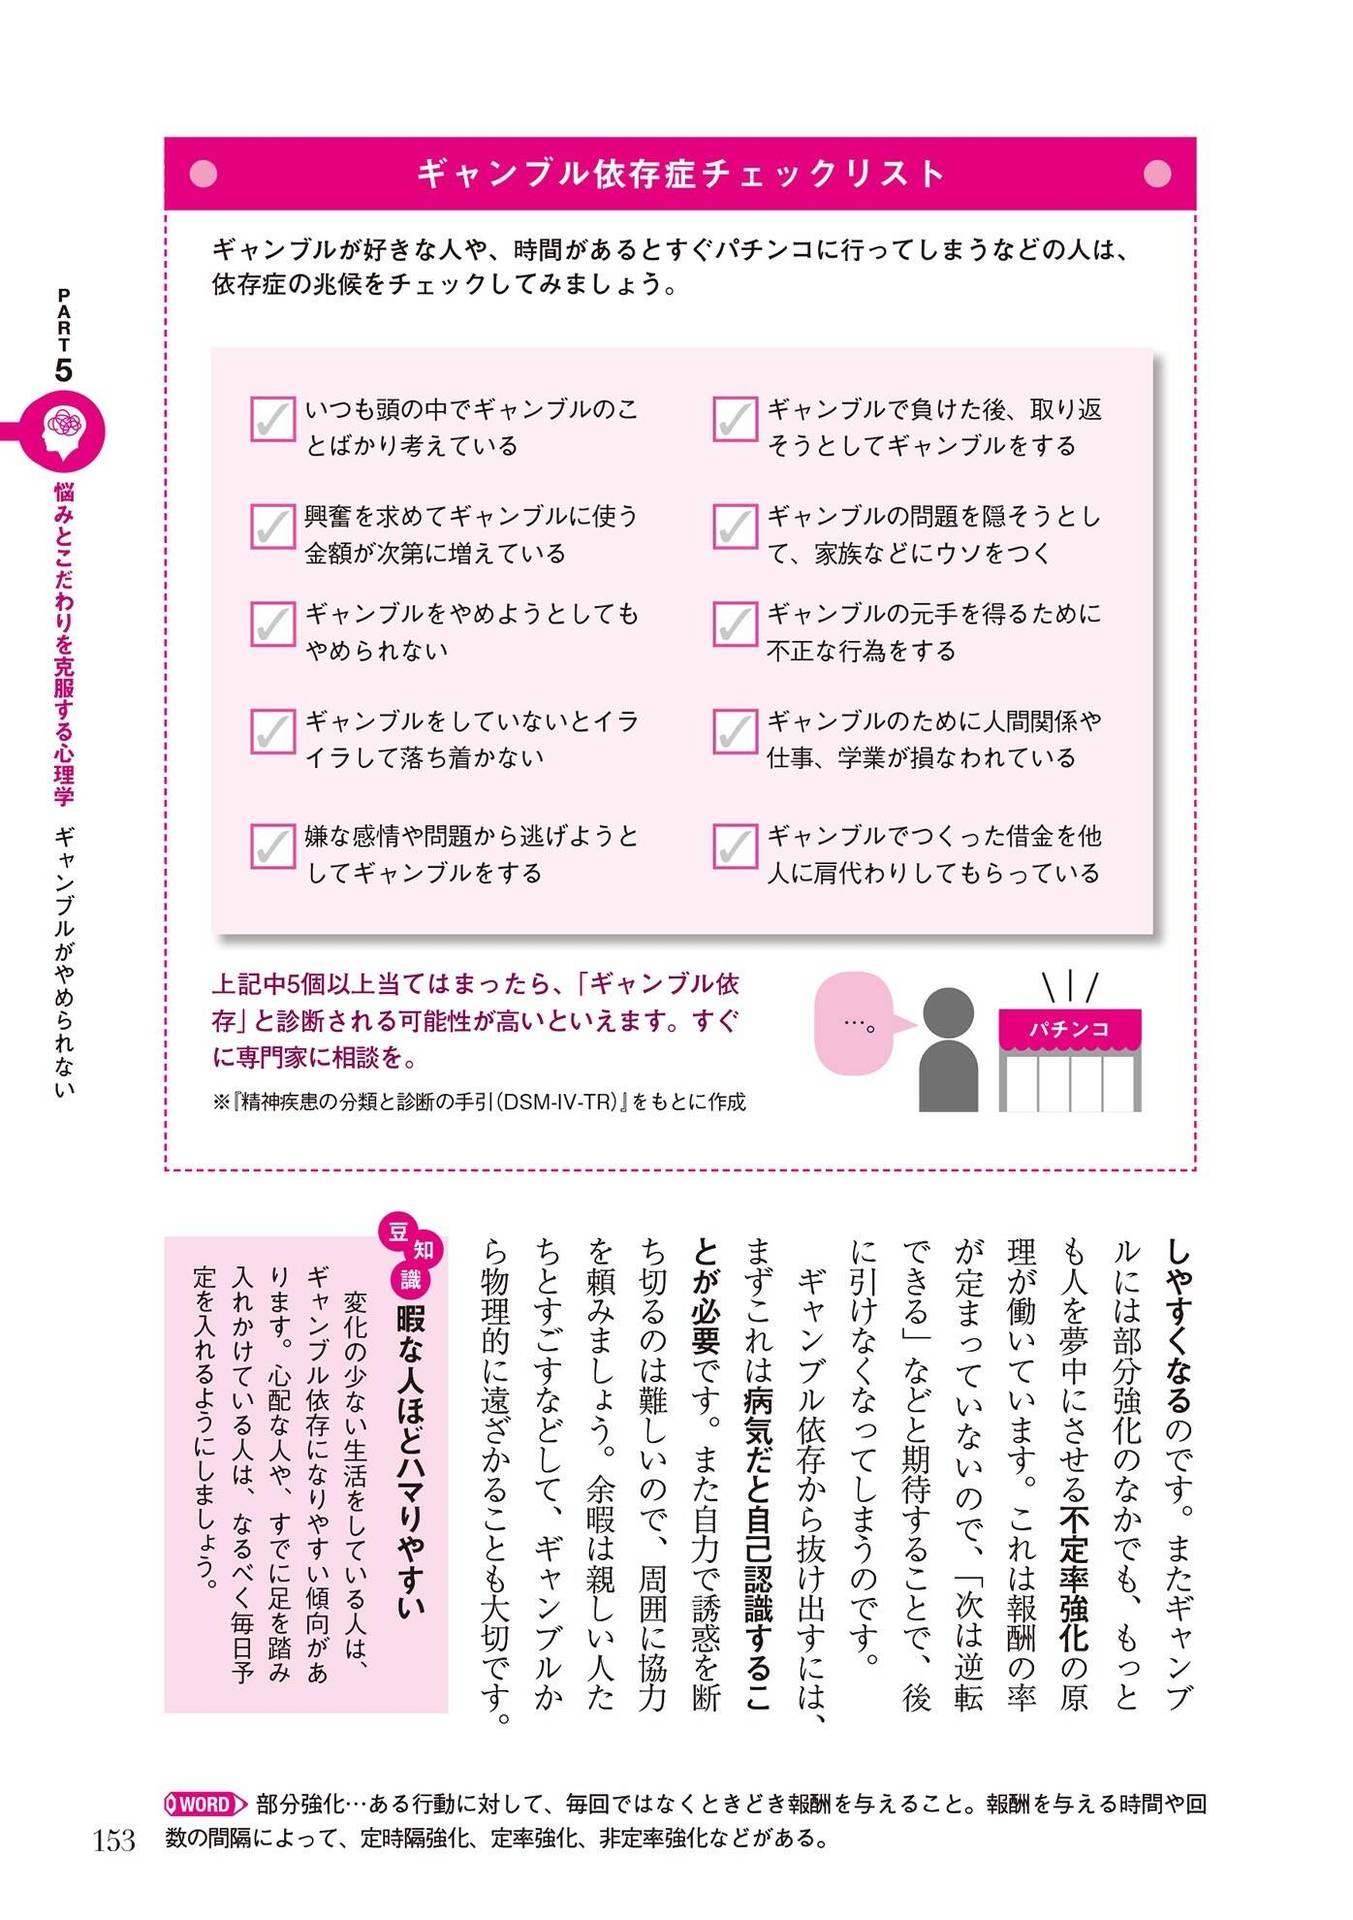 ギャンブル依存症チェックリスト
ギャンブルが好きな人や、時間があるとすぐパチンコに行ってしまうなどの人は、
依存症の兆候をチェックしてみましょう。
いつも頭の中でギャンブルのこ
とばかり考えている
興奮を求めてギャンブルに使う
金額が次第に増えている
ギャンブルをやめようとしても
やめられない
ギャンブルをしていないとイラ
イラして落ち着かない
嫌な感情や問題から逃げようと
してギャンブルをする
ギャンブルで負けた後、取り返
そうとしてギャンブルをする
ギャンブルの問題を隠そうとし
て、家族などにウソをつく
ギャンブルの元手を得るために
不正な行為をする
ギャンブルのために人間関係や
仕事、学業が損なわれている
ギャンブルでつくった借金を他
人に肩代わりしてもらっている
上記中5個以上当てはまったら、「ギャンブル依
存」と診断される可能性が高いといえます。すぐ
に専門家に相談を。
※『精神疾患の分類と診断の手引(DSM-IV-TR)』をもとに作成
…。
パチンコ
しやすくなるのです。またギャンブ
ルには部分強化のなかでも、もっと
も人を夢中にさせる不定率強化の原
理が働いています。これは報酬の率
が定まっていないので、「次は逆転
できる」などと期待することで、後
に引けなくなってしまうのです。
ギャンブル依存から抜け出すには、
まずこれは病気だと自己認識するこ
とが必要です。また自力で誘惑を断
ち切るのは難しいので、周囲に協力
を頼みましょう。余暇は親しい人た
ちとすごすなどして、ギャンブルか
ら物理的に遠ざかることも大切です。
豆知識
暇な人ほどハマりやすい
変化の少ない生活をしている人は、
ギャンブル依存になりやすい傾向があ
ります。心配な人や、すでに足を踏み
入れかけている人は、なるべく毎日予
定を入れるようにしましょう。
PART5
悩みとこだわりを克服する心理学 ギャンブルがやめられない
WORD 部分強化…ある行動に対して、毎回ではなくときどき報酬を与えること。報酬を与える時間や回
数の間隔によって、定時隔強化、定率強化、非定率強化などがある。
153